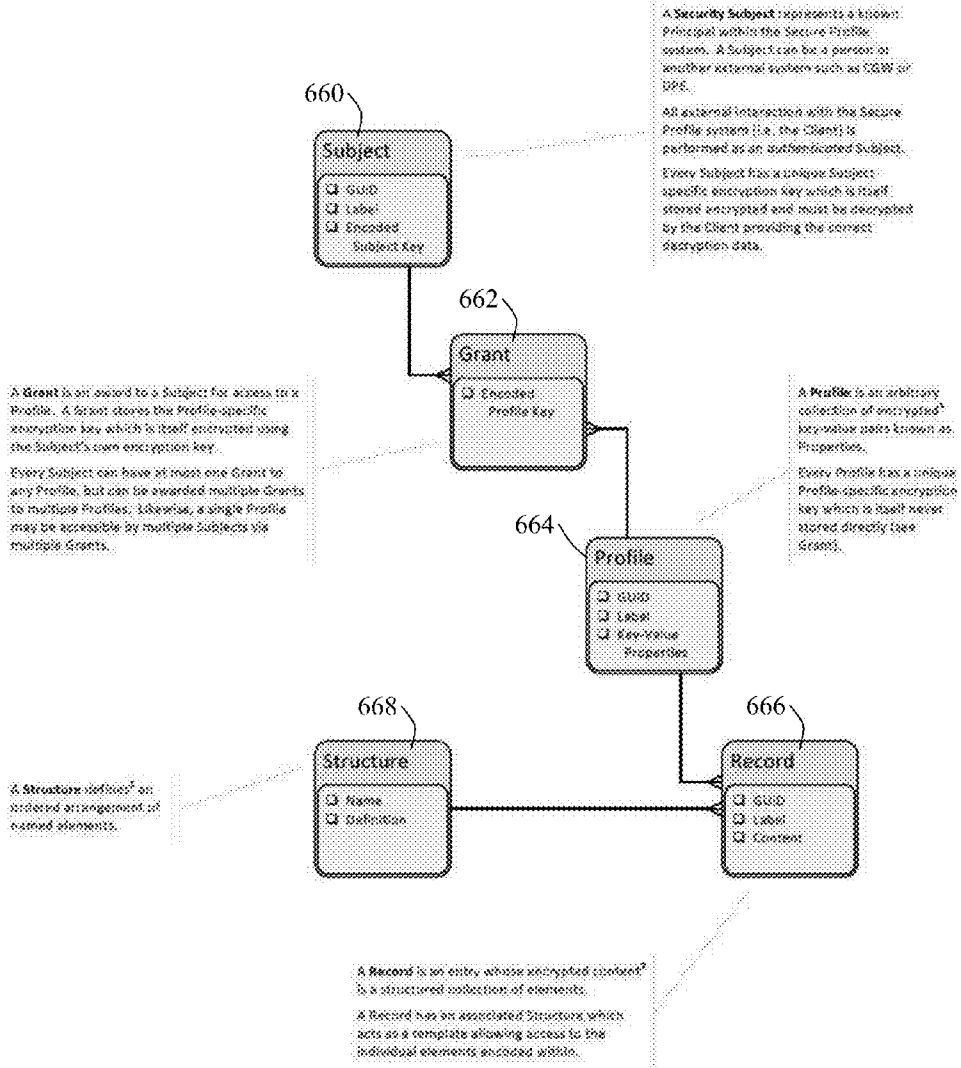 A Security Subject represents a known
Principal within the Secure Profile
system. A Subject can be a person or
another external system such as CGW or
DPE.
All external interaction with the Secure
Profile system (i.e. the Client) is
performed as an authenticated Subject.
Every Subject has a unique Subject-
specific encryption key which is itself
stored encrypted and must be decrypted
by the Client providing the correct
decryption data.
660
Subject
GUID
Label
Encoded
Subject Key
662
Grant
Encoded
Profile Key
A Grant is an award to a Subject for access to a
Profile. A Grant stores the Profile-specific
encryption key which is itself encrypted using
the Subject's own encryption key.
Every Subject can have at most one Grant to
any Profile, but can be awarded multiple Grants
to multiple Profiles. Likewise, a single Profile
may be accessible by multiple Subjects via
multiple Grants.
A Profile is an arbitrary
collection of encrypted
key-value pairs known as
Properties.
Every Profile has a unique
Profile-specific encryption
key which is itself never
stored directly (see
Grant).
664
Profile
GUID
Label
Key-Value
Properties
668
Structure
Name
Definition
666
Record
GUID
Label
Content
A Structure defines an
ordered arrangement of
named elements.
A Record is an entry whose encrypted content
is a structured collection of elements.
A Record has an associated Structure which
acts as a template allowing access to the
individual elements encoded within.